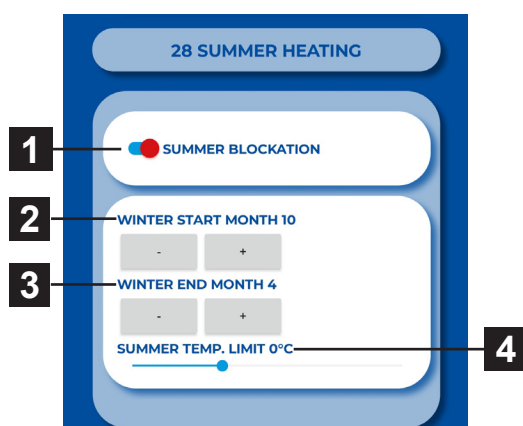 28 SUMMER HEATING
1
SUMMER BLOCKATION
2
WINTER START MONTH 10
- +
3
WINTER END MONTH 4
- +
SUMMER TEMP. LIMIT 0°C
4